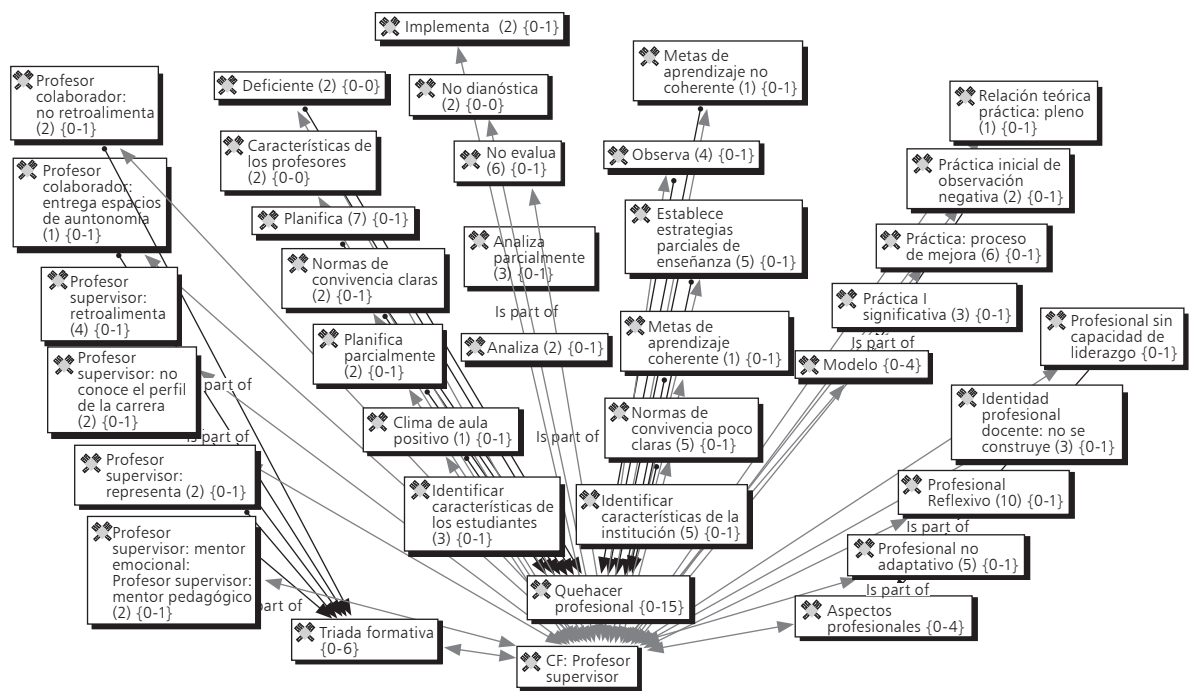 Implementa (2) {0-1}
Profesor
colaborador:
no retroalimenta
(2) {0-1}
Deficiente (2) {0-0}
No dianóstica
(2) {0-0}
Metas de
aprendizaje no
coherente (1) {0-1}
Relación teórica
práctica: pleno
(1) {0-1}
Profesor
colaborador:
entrega espacios
de auntonomía
(1) {0-1}
Características de
los profesores
(2) {0-0}
No evalua
(6) {0-1}
Observa (4) {0-1}
Práctica inicial de
observación
negativa (2) {0-1}
Planifica (7) {0-1}
Establece
estrategias
parciales de
enseñanza (5) {0-1}
Práctica: proceso
de mejora (6) {0-1}
Analiza
parcialmente
(3) {0-1}
Normas de
convivencia claras
(2) {0-1}
Profesor
supervisor:
retroalimenta
(4) {0-1}
Práctica I
significativa (3) {0-1}
Is part of
Profesional sin
capacidad de
liderazgo {0-1}
Planifica
parcialmente
(2) {0-1}
Analiza (2) {0-1}
Metas de
aprendizaje
coherente (1) {0-1}
Is part of
Modelo {0-4}
Profesor
supervisor: no
conoce el perfil
de la carrera
(2) {0-1}
part of
Is part of
Clima de aula
positivo (1) {0-1}
Is part of
Normas de
convivencia poco
claras (5) {0-1}
Identidad
profesional
docente: no se
construye (3) {0-1}
Profesor
supervisor:
representa (2) {0-1}
Identificar
características de
los estudiantes
(3) {0-1}
Identificar
características de la
institución (5) {0-1}
Profesional
Reflexivo (10) {0-1}
Is part of
Profesor
supervisor: mentor
emocional:
Profesor supervisor:
mentor pedagógico
(2) {0-1}
part of
Profesional no
adaptativo (5) {0-1}
Is part of
Quehacer
profesional {0-15}
Aspectos
profesionales {0-4}
Triada formativa
{0-6}
CF: Profesor
supervisor